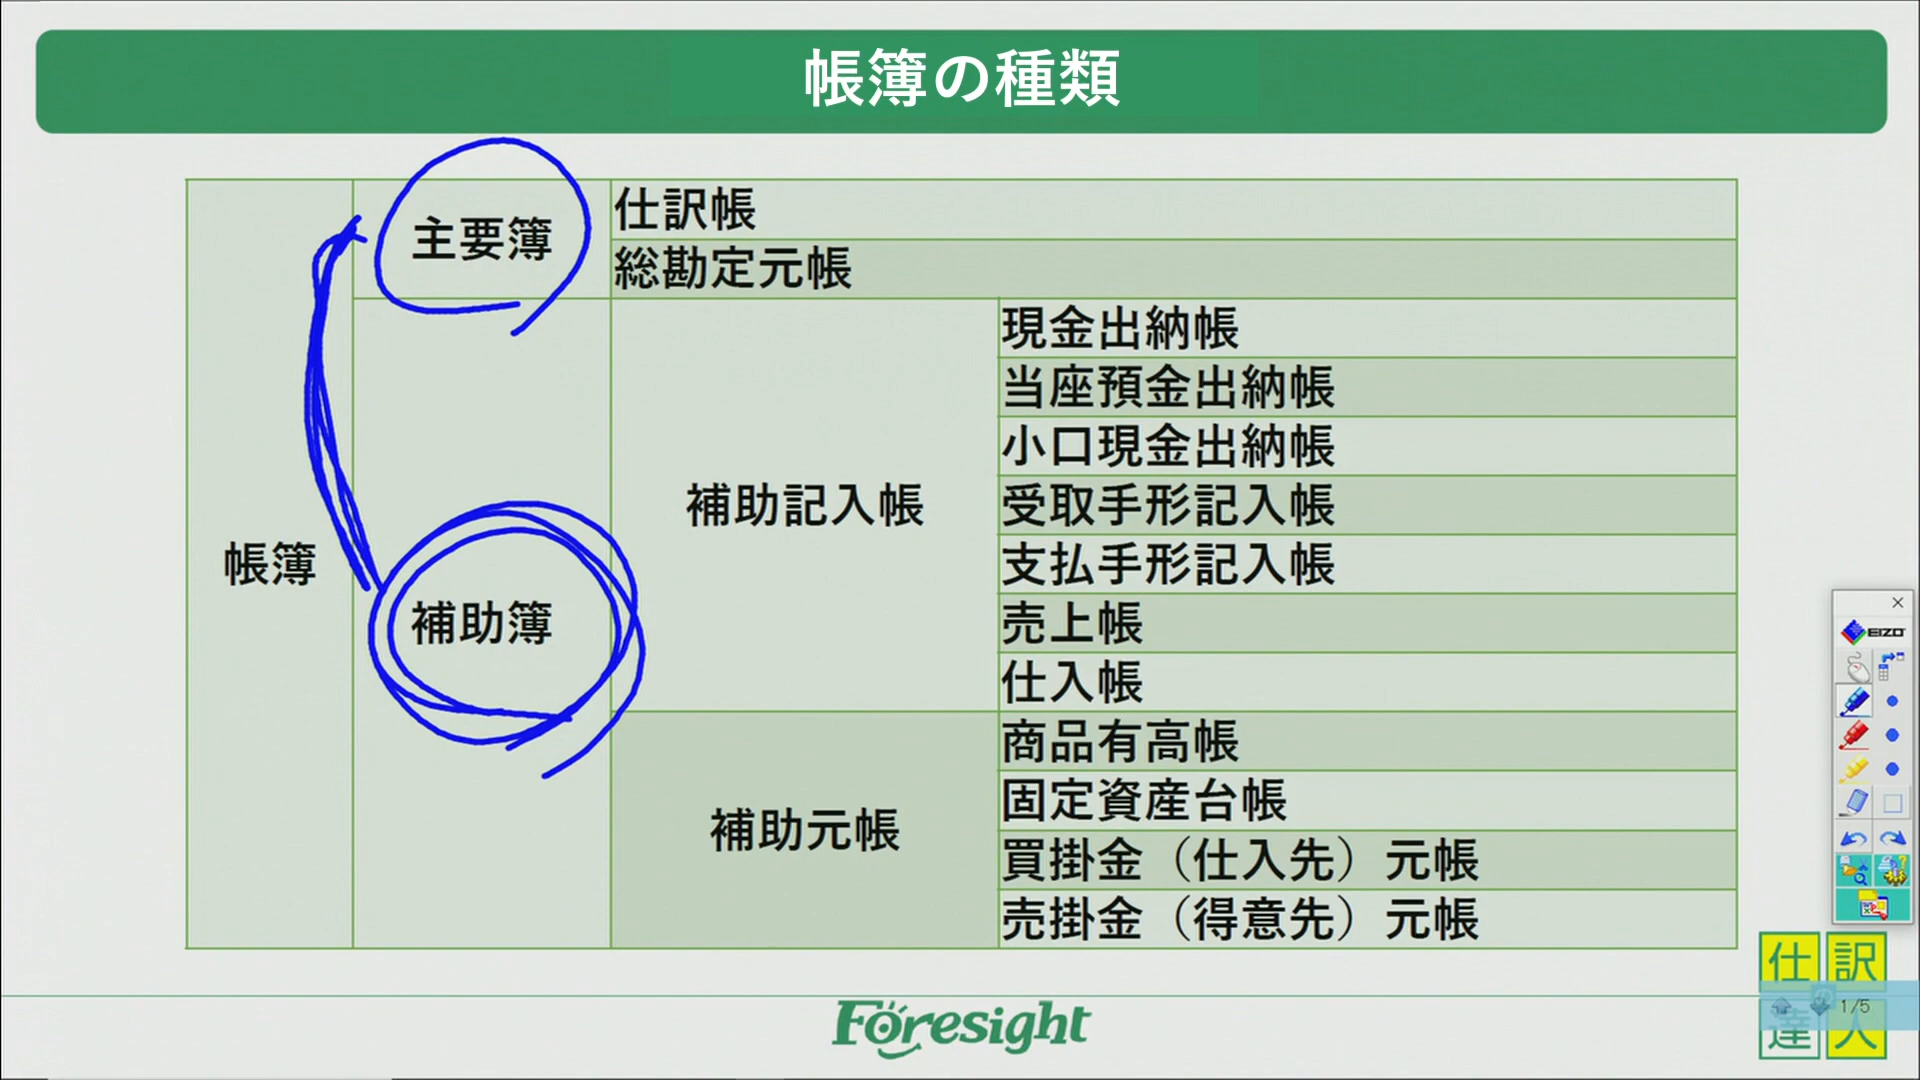 帳簿の種類
帳簿
主要簿
仕訳帳
総勘定元帳
補助簿
補助記入帳
現金出納帳
当座預金出納帳
小口現金出納帳
受取手形記入帳
支払手形記入帳
売上帳
仕入帳
補助元帳
商品有高帳
固定資産台帳
買掛金（仕入先）元帳
売掛金（得意先）元帳
EIZO
仕訳
達人
1/5
Foresight